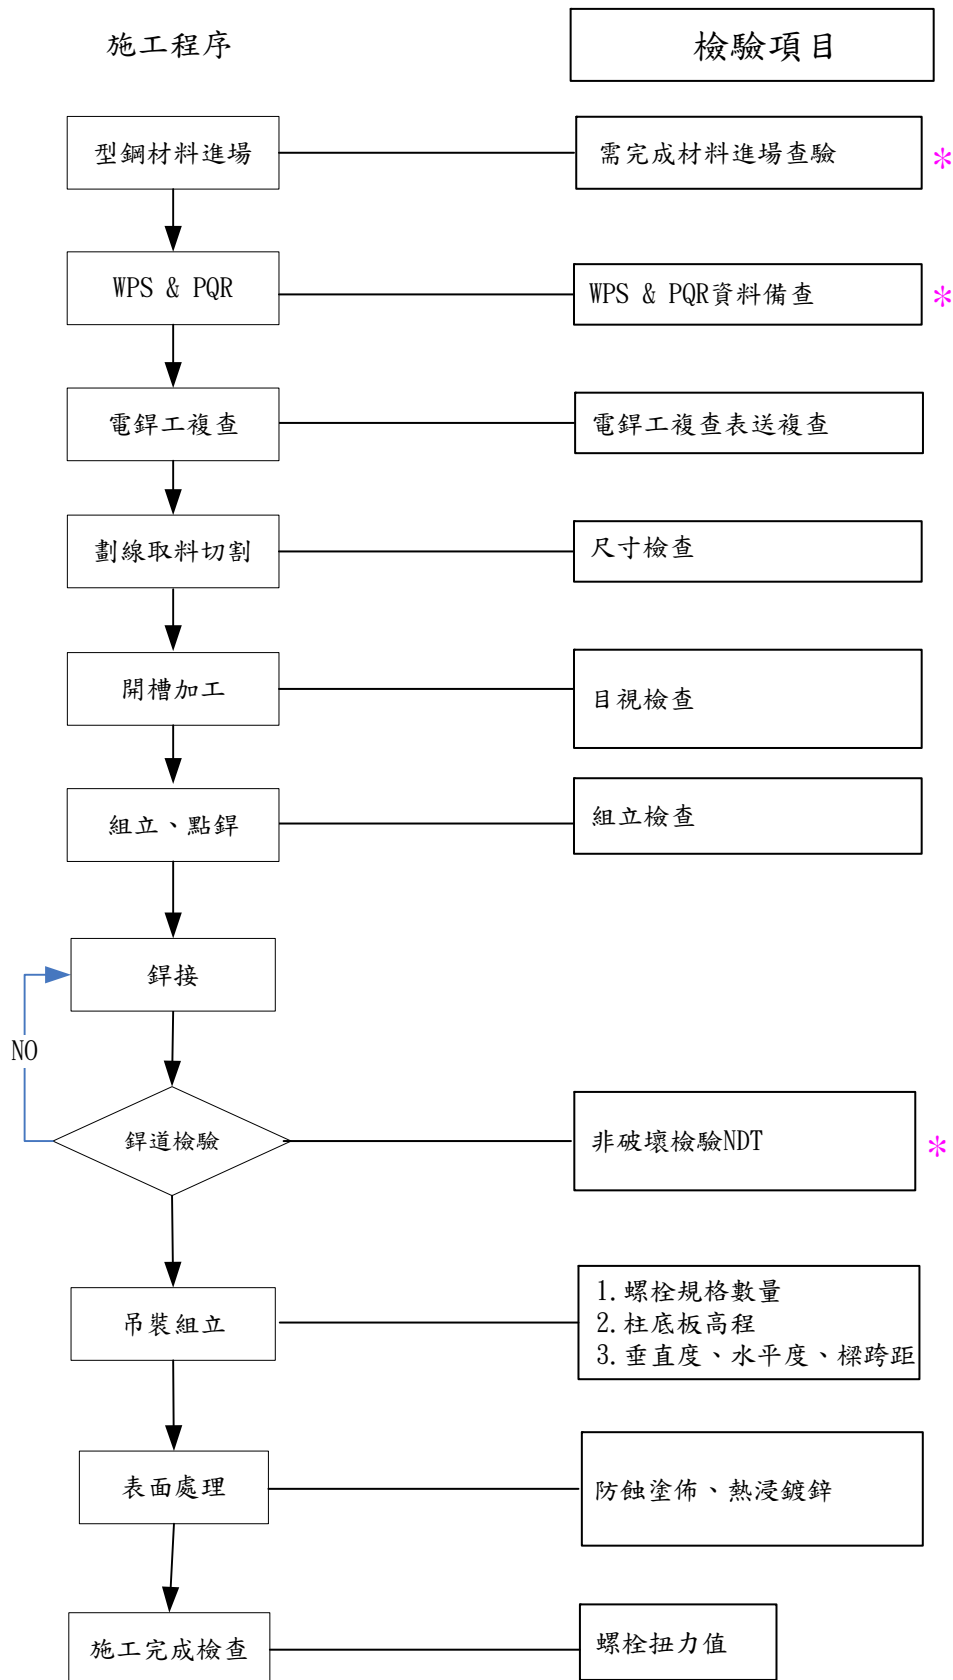 施工程序
檢驗項目
型鋼材料進場
需完成材料進場查驗
*
WPS & PQR
WPS & PQR資料備查
*
電銲工複查
電銲工複查表送複查
劃線取料切割
尺寸檢查
開槽加工
目視檢查
組立、點銲
組立檢查
銲接
NO
銲道檢驗
非破壞檢驗NDT
*
吊裝組立
1.螺栓規格數量
2.柱底板高程
3.垂直度、水平度、樑跨距
表面處理
防蝕塗佈、熱浸鍍鋅
施工完成檢查
螺栓扭力值